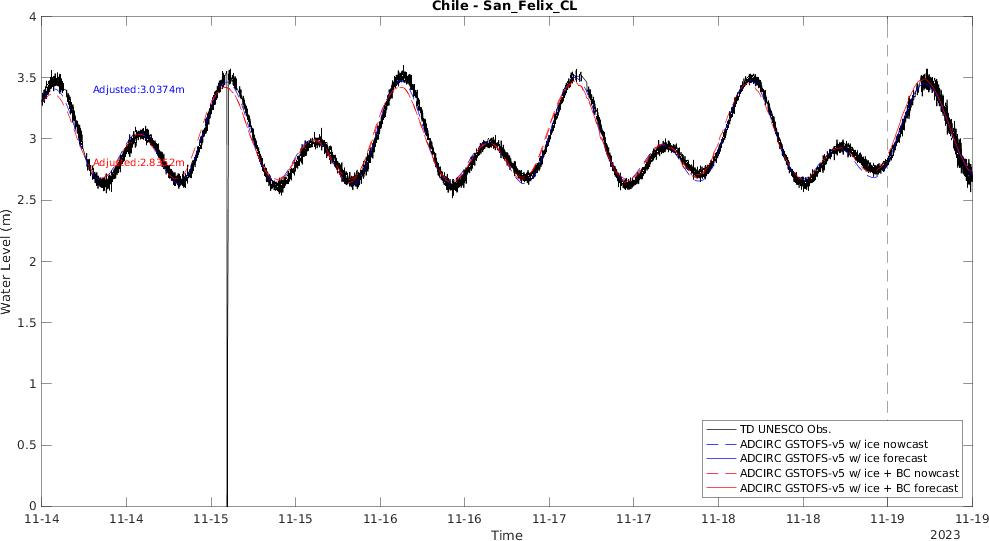 Chile - San_Felix_CL
4
3.5
3
2.5
2
1.5
1
0.5
0
Water Level (m)
Adjusted:3.0374m
TD UNESCO Obs.
ADCIRC GSTOFS-v5 w/ ice nowcast
ADCIRC GSTOFS-v5 w/ ice forecast
ADCIRC GSTOFS-v5 w/ ice + BC nowcast
ADCIRC GSTOFS-v5 w/ ice + BC forecast
11-14 11-14 11-15 11-15 11-16 11-16 11-17 11-17 11-18 11-18 11-19 11-19
Time
2023